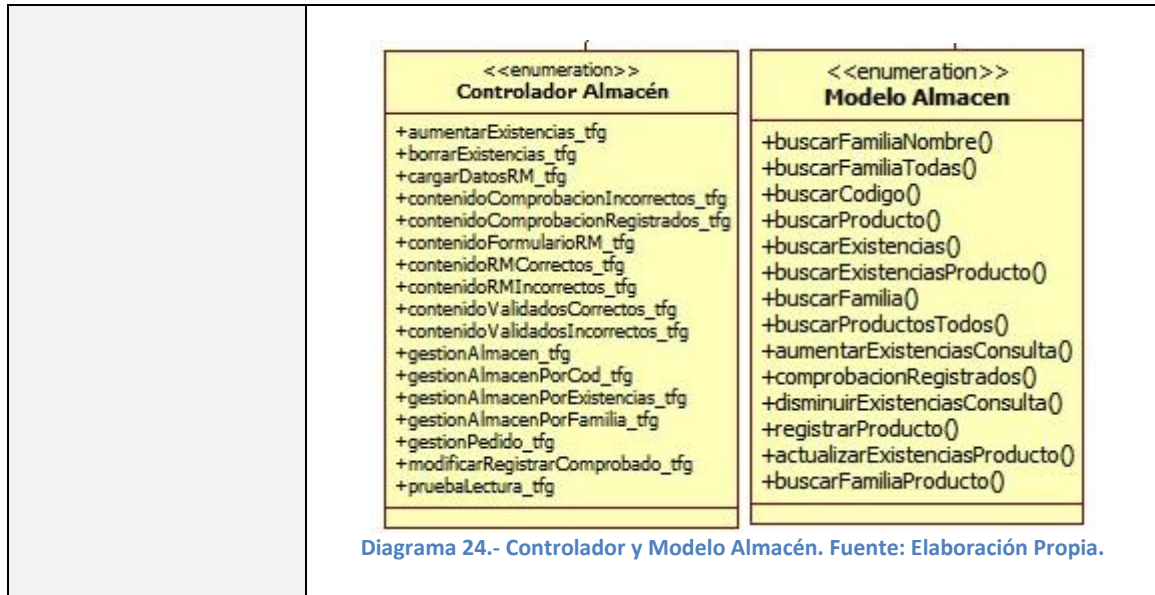 <<enumeration>>
Controlador Almacén
+aumentarExistencias_tfg
+borrarExistencias_tfg
+cargarDatosRM_tfg
+contenidoComprobacionIncorrectos_tfg
+contenidoComprobacionRegistrados_tfg
+contenidoFormularioRM_tfg
+contenidoRMCorrectos_tfg
+contenidoRMIncorrectos_tfg
+contenidoValidadosCorrectos_tfg
+contenidoValidadosIncorrectos_tfg
+gestionAlmacen_tfg
+gestionAlmacenPorCod_tfg
+gestionAlmacenPorExistencias_tfg
+gestionAlmacenPorFamilia_tfg
+gestionPedido_tfg
+modificarRegistrarComprobado_tfg
+pruebaLectura_tfg
<<enumeration>>
Modelo Almacen
+buscarFamiliaNombre()
+buscarFamiliaTodas()
+buscarCodigo()
+buscarProducto()
+buscarExistencias()
+buscarExistenciasProducto()
+buscarFamilia()
+buscarProductosTodos()
+aumentarExistenciasConsulta()
+comprobacionRegistrados()
+disminuirExistenciasConsulta()
+registrarProducto()
+actualizarExistenciasProducto()
+buscarFamiliaProducto()
Diagrama 24.- Controlador y Modelo Almacén. Fuente: Elaboración Propia.